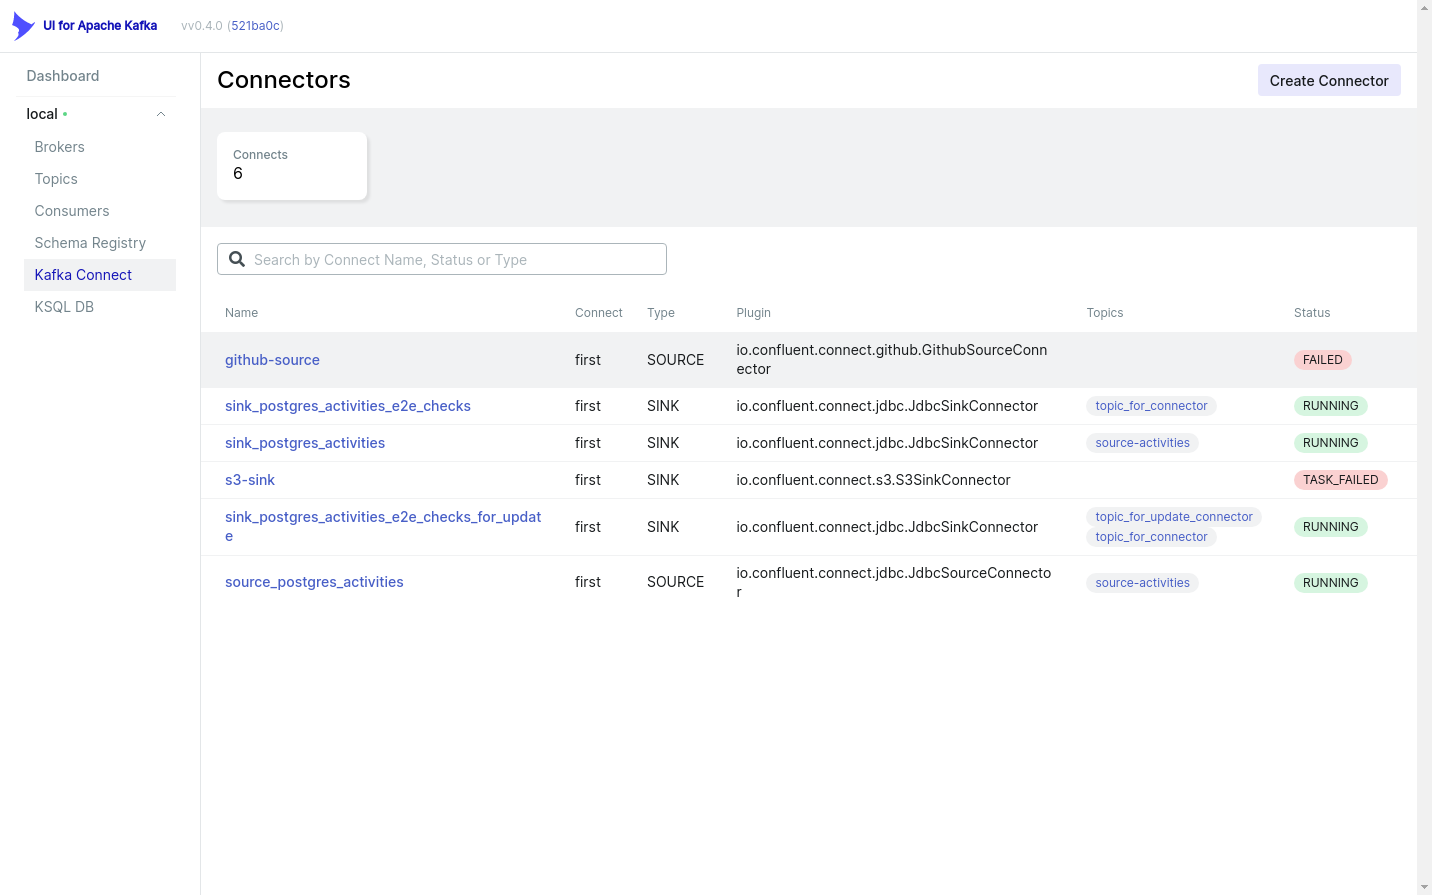 UI for Apache Kafka vv0.4.0 (521ba0c)
Dashboard
local
Brokers
Topics
Consumers
Schema Registry
Kafka Connect
KSQL DB
Connectors
Create Connector
Connects
6
Search by Connect Name, Status or Type
Name Connect Type Plugin Topics Status
github-source first SOURCE io.confluent.connect.github.GithubSourceConn
ector FAILED
sink_postgres_activities_e2e_checks first SINK io.confluent.connect.jdbc.JdbcSinkConnector topic_for_connector RUNNING
sink_postgres_activities first SINK io.confluent.connect.jdbc.JdbcSinkConnector source-activities RUNNING
s3-sink first SINK io.confluent.connect.s3.S3SinkConnector TASK_FAILED
sink_postgres_activities_e2e_checks_for_updat
e first SINK io.confluent.connect.jdbc.JdbcSinkConnector topic_for_update_connector
topic_for_connector RUNNING
source_postgres_activities first SOURCE io.confluent.connect.jdbc.JdbcSourceConnecto
r source-activities RUNNING